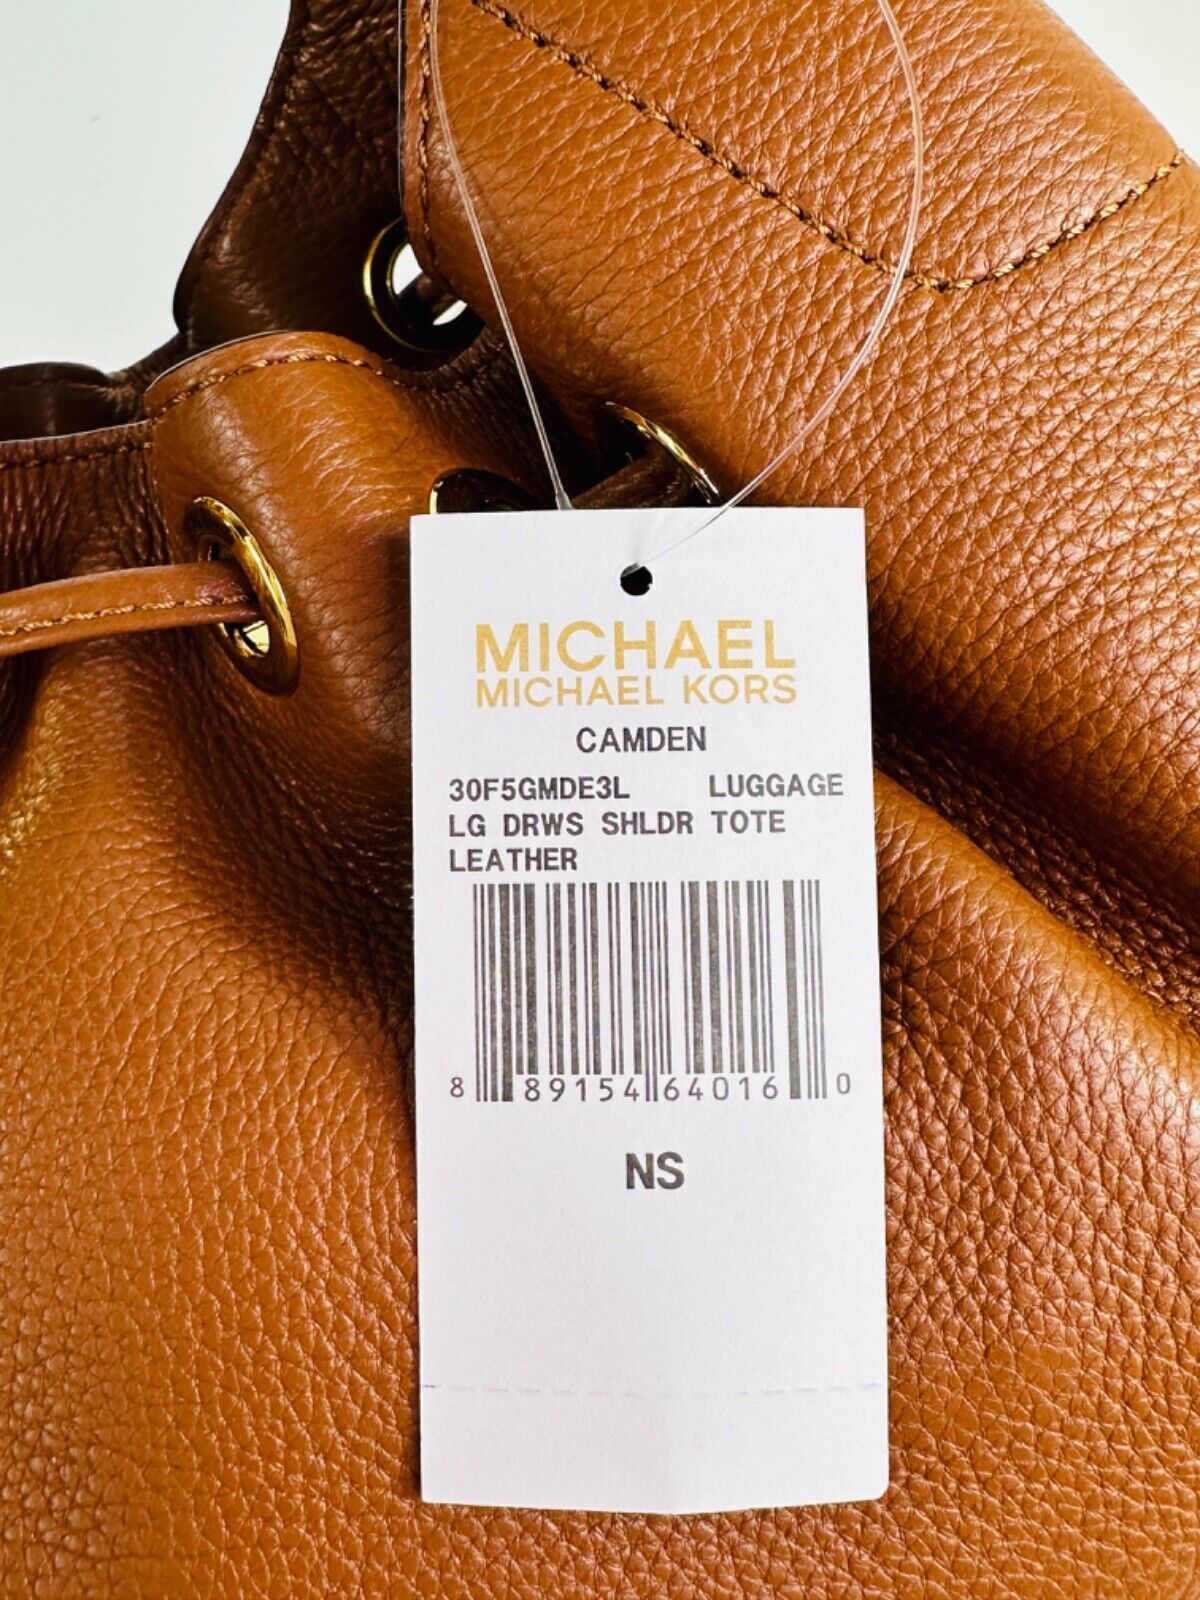 MICHAEL
MICHAEL KORS
CAMDEN
30F5GMDE3L LUGGAGE
LG DRWS SHLDR TOTE
LEATHER
8 89154 64016 0
NS